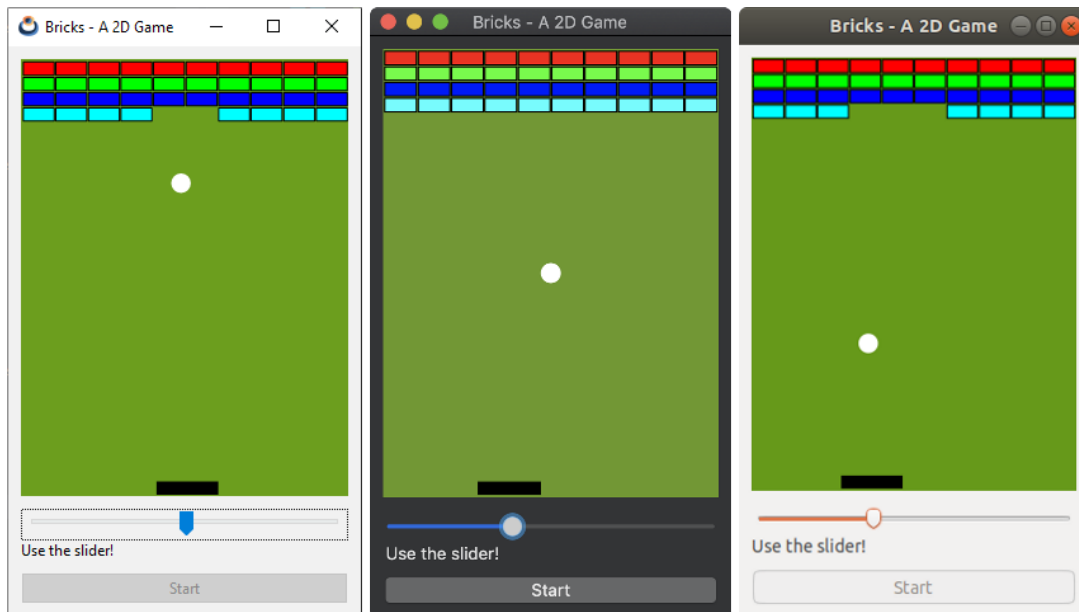 Bricks - A 2D Game
Use the slider!
Start
Bricks - A 2D Game
Use the slider!
Start
Bricks - A 2D Game
Use the slider!
Start